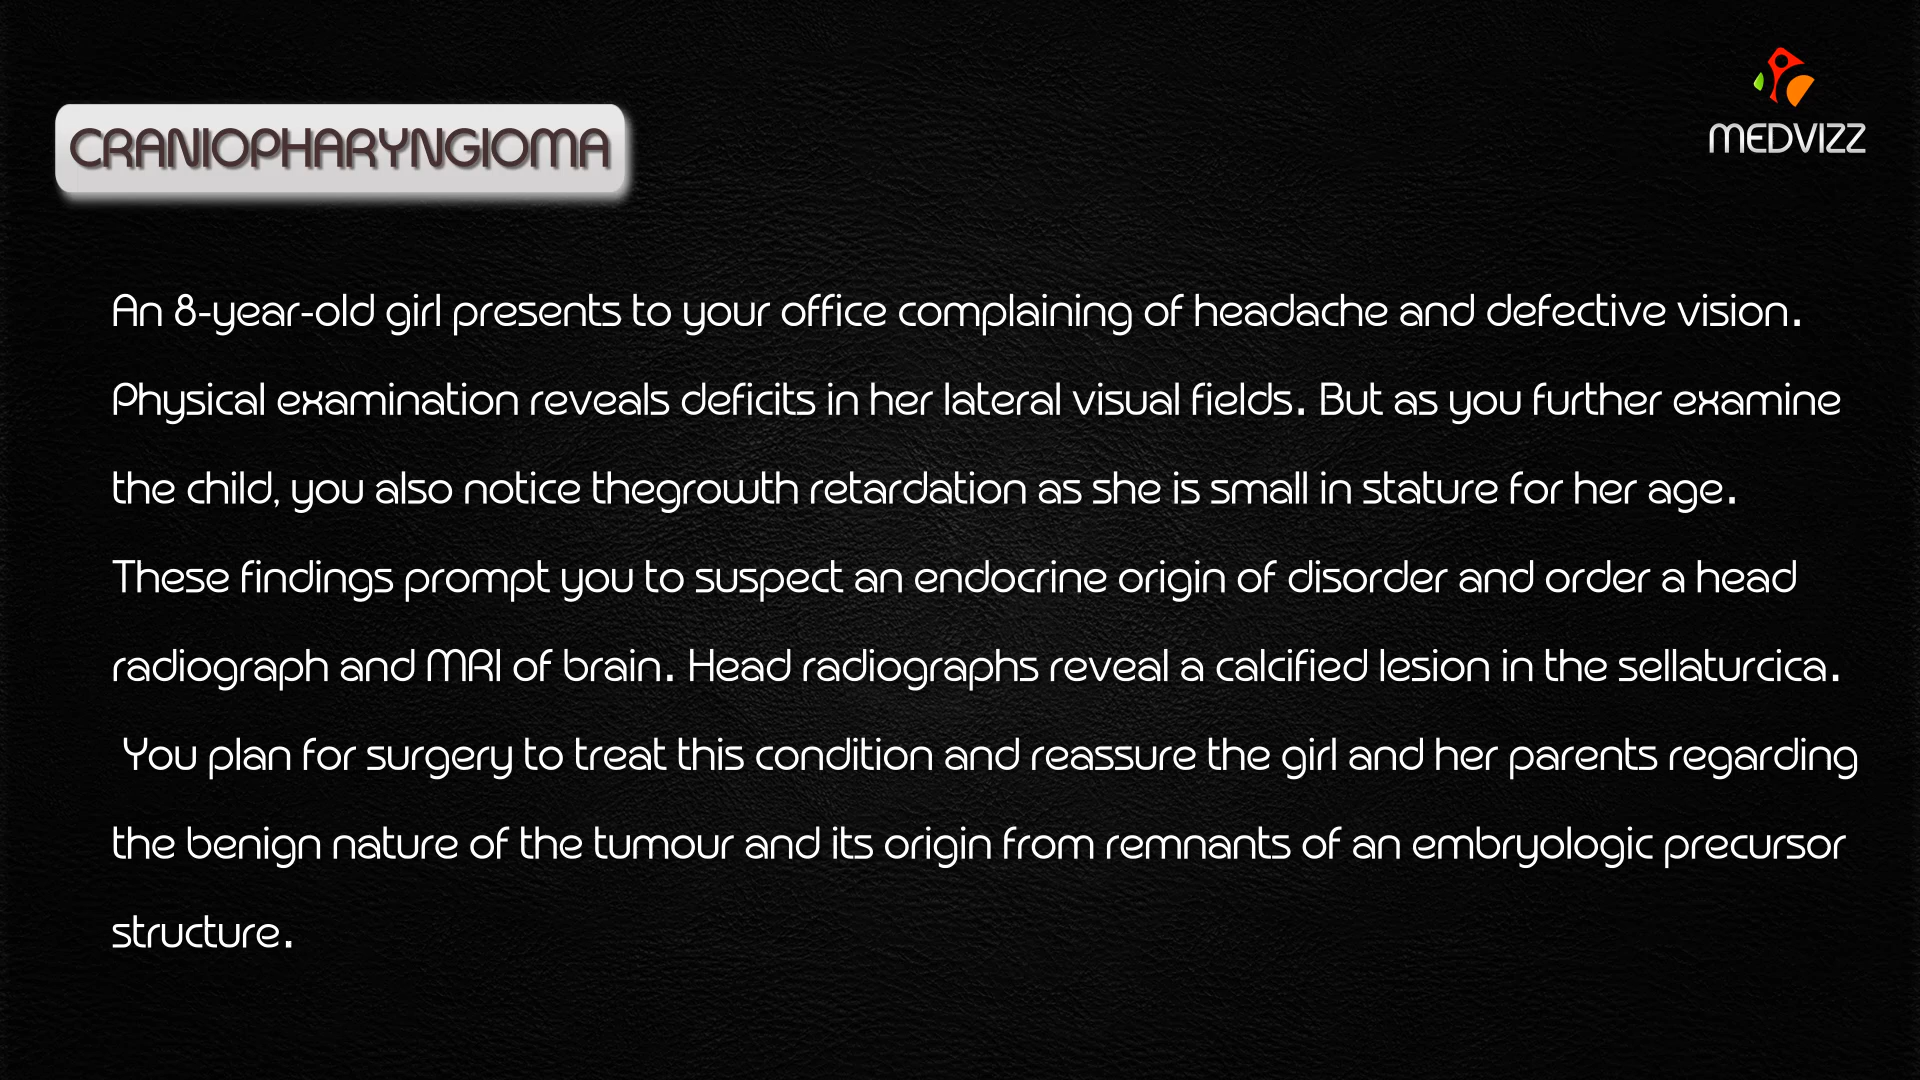 MEDVIZZ
CRANIOPHARYNGIOMA
An 8-year-old girl presents to your office complaining of headache and defective vision.
Physical examination reveals deficits in her lateral visual fields. But as you further examine
the child, you also notice thegrowth retardation as she is small in stature for her age.
These findings prompt you to suspect an endocrine origin of disorder and order a head
radiograph and MRI of brain. Head radiographs reveal a calcified lesion in the sellaturcica.
You plan for surgery to treat this condition and reassure the girl and her parents regarding
the benign nature of the tumour and its origin from remnants of an embryologic precursor
structure.